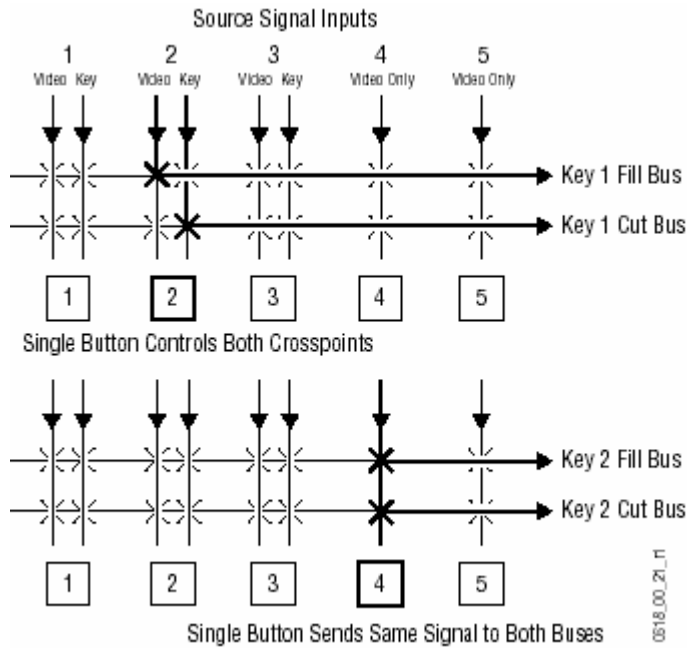 Source Signal Inputs
1 2 3 4 5
Video Key Video Key Video Key Video Only Video Only
Key 1 Fill Bus
Key 1 Cut Bus
1 2 3 4 5
Single Button Controls Both Crosspoints
Key 2 Fill Bus
Key 2 Cut Bus
1 2 3 4 5
Single Button Sends Same Signal to Both Buses
0618_00_21_r1